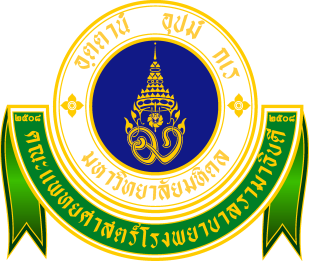 อุตฺตานํ อุปมํ กเร
มหาวิทยาลัยมหิดล
๒๕๐๘ ๒๕๐๘
คณะแพทยศาสตร์โรงพยาบาลรามาธิบดี